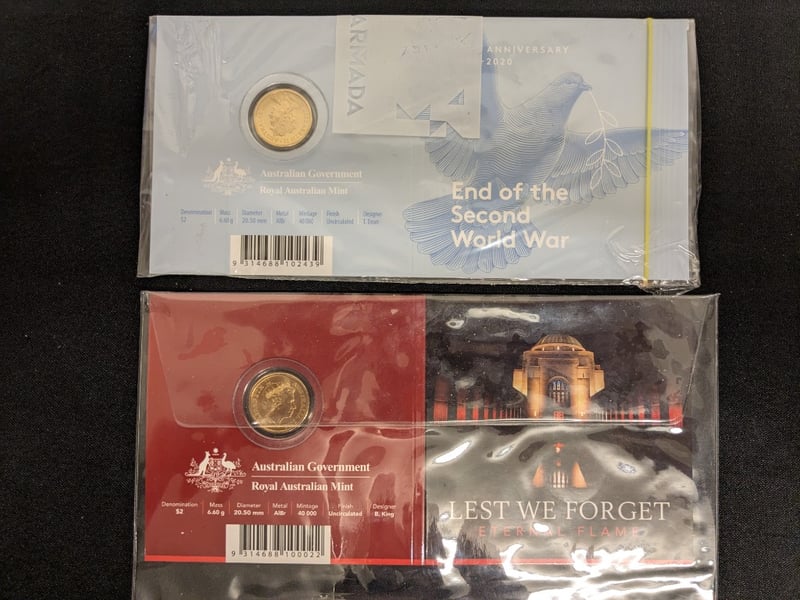 ARMADA
ANNIVERSARY
-2020
Australian Government
Royal Australian Mint
End of the
Second
World War
Denomination Mass Diameter Metal Mintage Finish Designer
$2 6.60 g 20.50 mm AlBr 40 000 Uncirculated
9 314688 102439
Australian Government
Royal Australian Mint
Denomination Mass Diameter Metal Mintage Finish Designer
$2 6.60 g 20.50 mm AlBr 40 000 Uncirculated B. King
9 314688 100022
LEST WE FORGET
ETERNAL FLAME